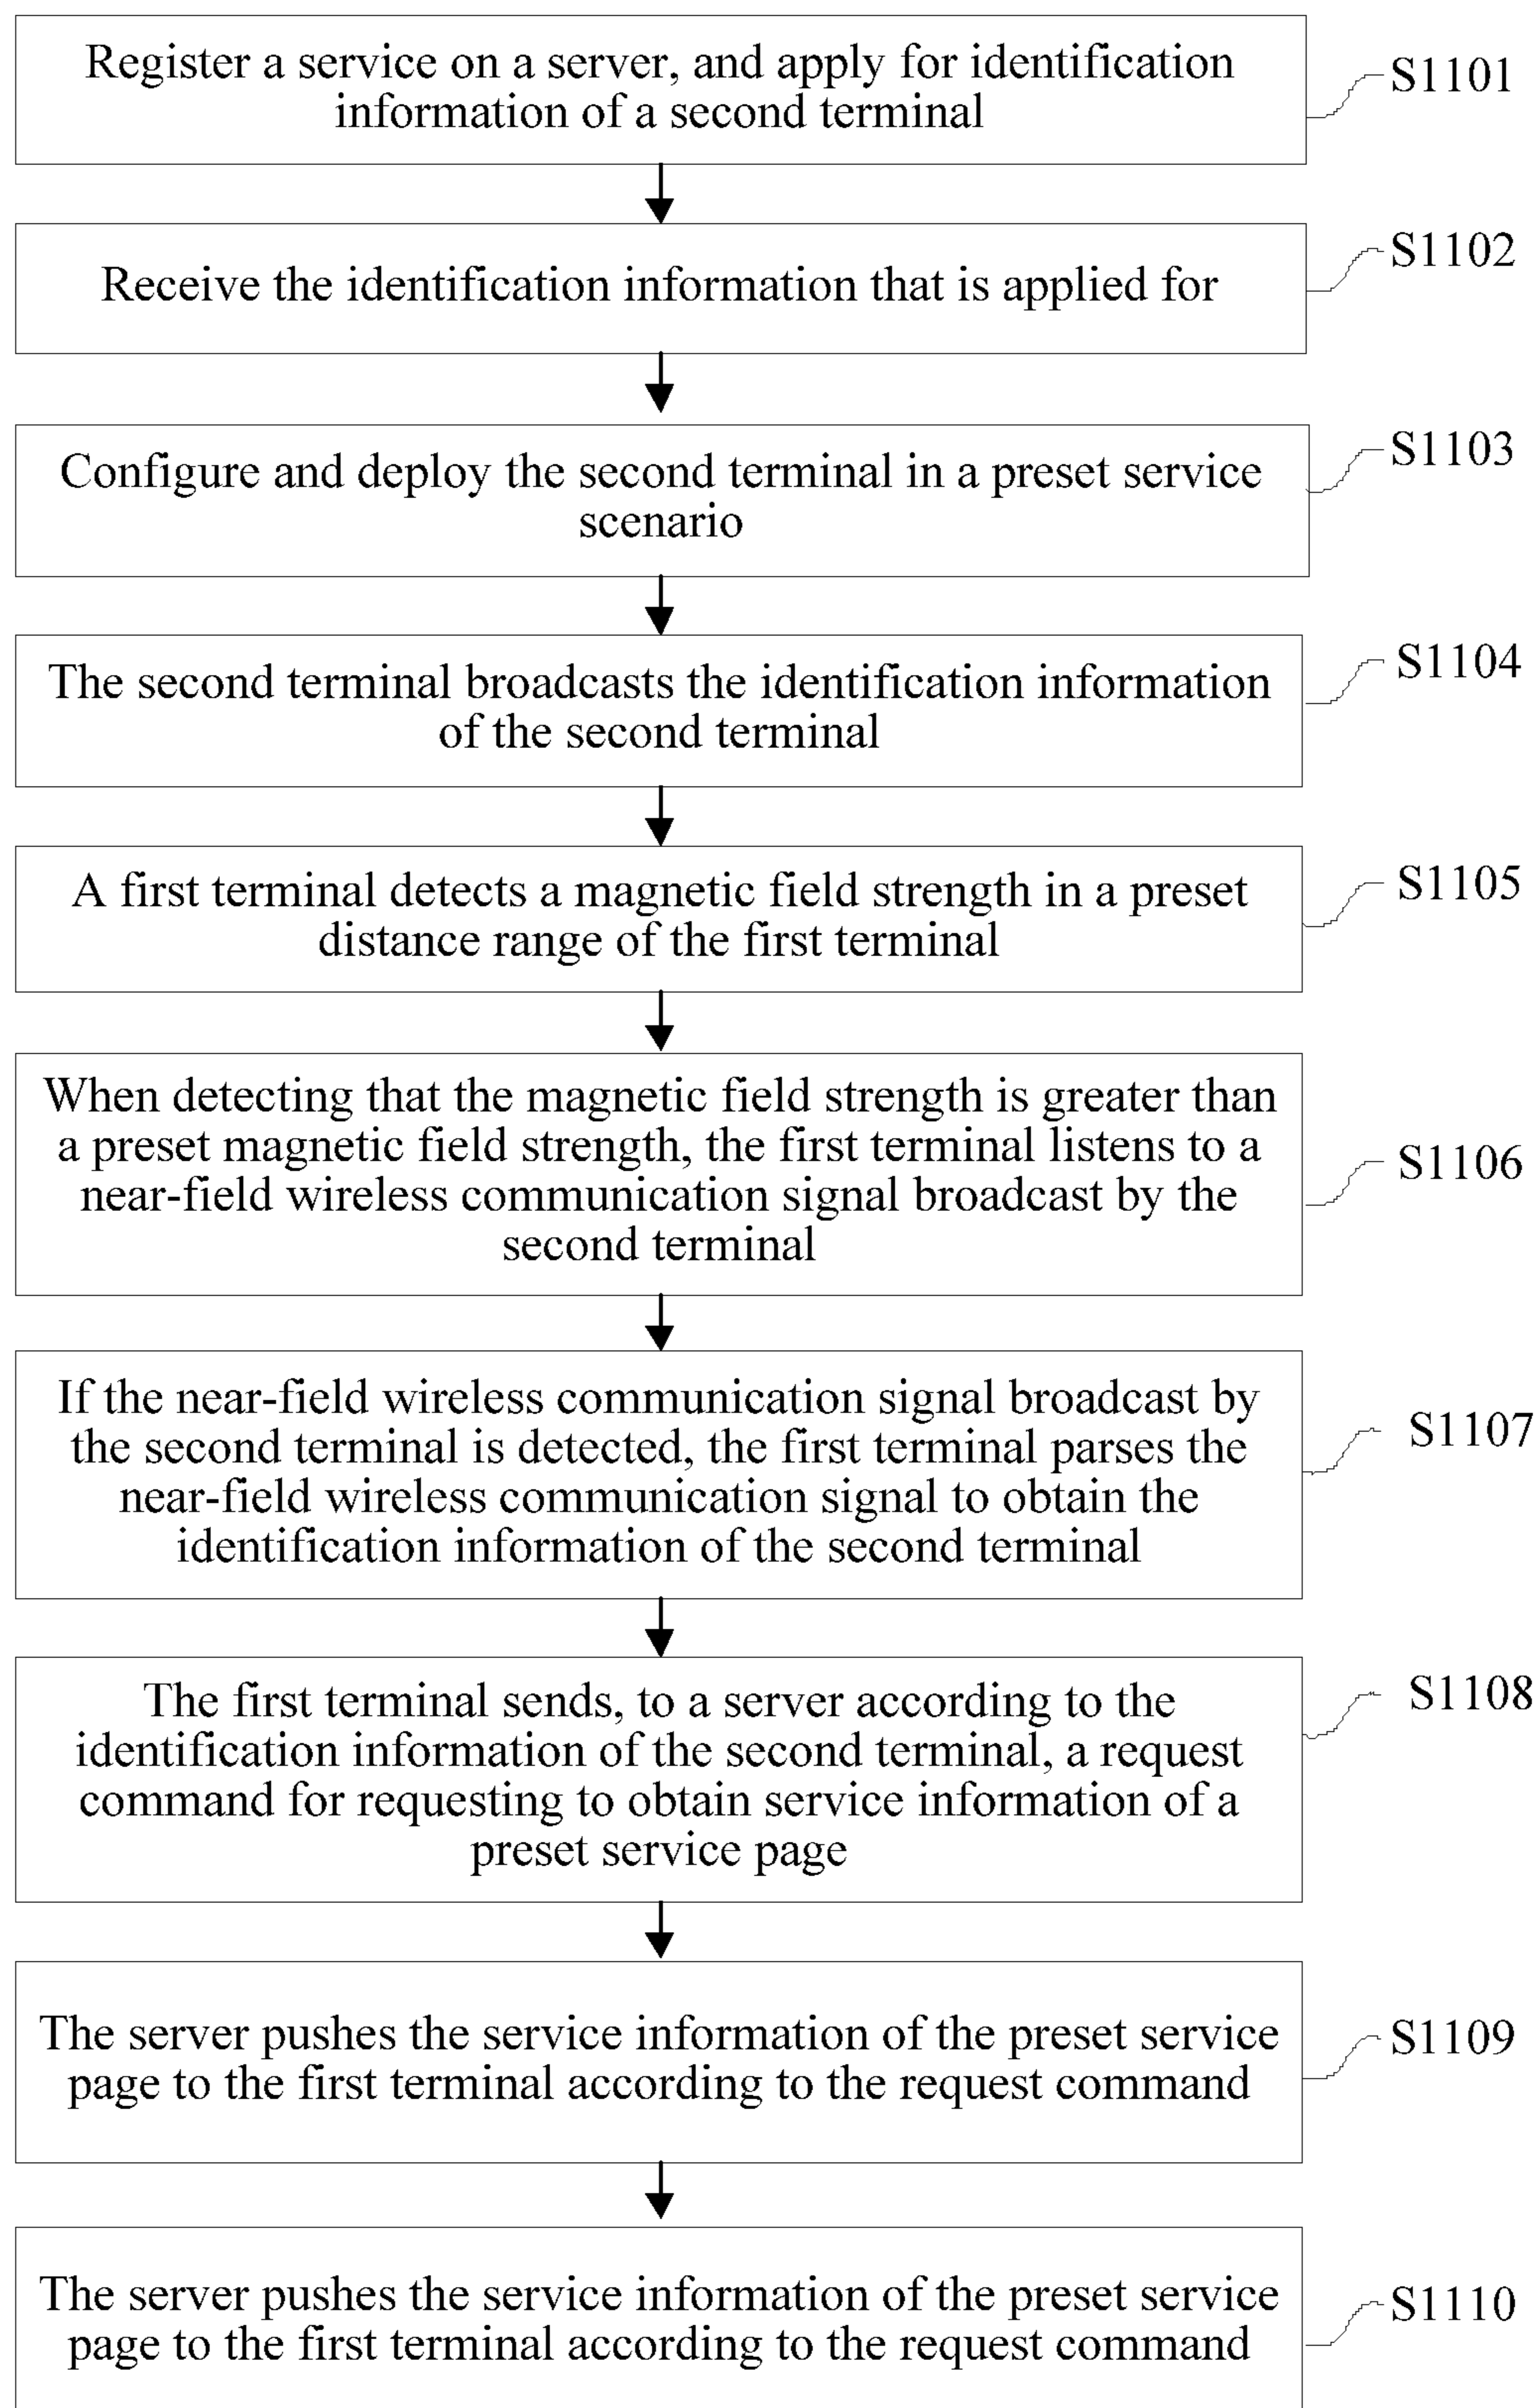 Register a service on a server, and apply for identification
information of a second terminal
S1101
Receive the identification information that is applied for
S1102
Configure and deploy the second terminal in a preset service
scenario
S1103
The second terminal broadcasts the identification information
of the second terminal
S1104
A first terminal detects a magnetic field strength in a preset
distance range of the first terminal
S1105
When detecting that the magnetic field strength is greater than
a preset magnetic field strength, the first terminal listens to a
near-field wireless communication signal broadcast by the
second terminal
S1106
If the near-field wireless communication signal broadcast by
the second terminal is detected, the first terminal parses the
near-field wireless communication signal to obtain the
identification information of the second terminal
S1107
The first terminal sends, to a server according to the
identification information of the second terminal, a request
command for requesting to obtain service information of a
preset service page
S1108
The server pushes the service information of the preset service
page to the first terminal according to the request command
S1109
The server pushes the service information of the preset service
page to the first terminal according to the request command
S1110